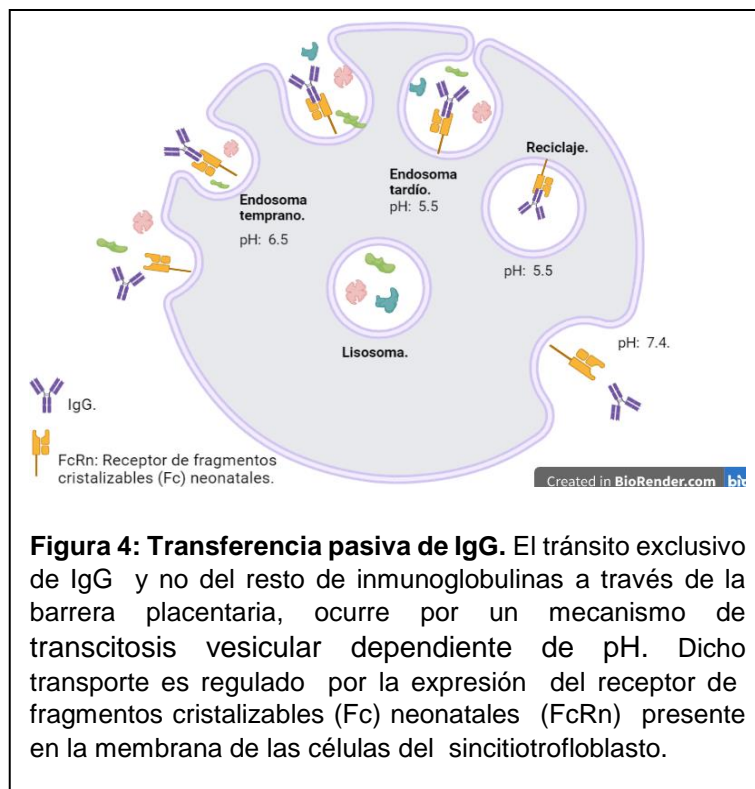 Reciclaje.
Endosoma
tardío.
pH: 5.5
Endosoma
temprano.
pH: 6.5
pH: 5.5
pH: 7.4.
Lisosoma.
IgG.
FcRn: Receptor de fragmentos
cristalizables (Fc) neonatales.
Created in BioRender.com
Figura 4: Transferencia pasiva de IgG. El tránsito exclusivo
de IgG y no del resto de inmunoglobulinas a través de la
barrera placentaria, ocurre por un mecanismo de
transcitosis vesicular dependiente de pH. Dicho
transporte es regulado por la expresión del receptor de
fragmentos cristalizables (Fc) neonatales (FcRn) presente
en la membrana de las células del sincitiotrofloblasto.